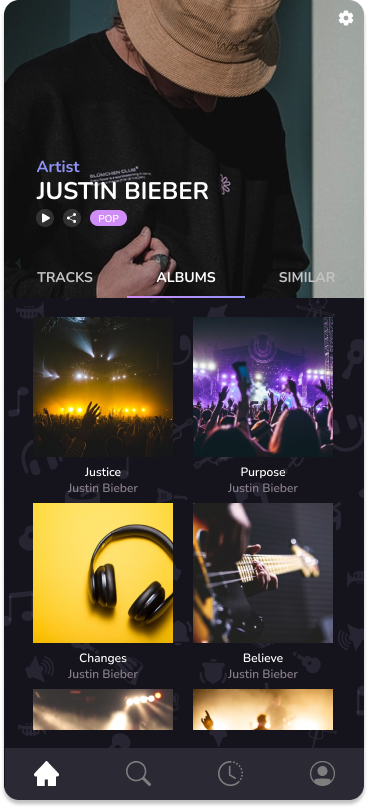 Artist
JUSTIN BIEBER
POP
TRACKS ALBUMS SIMILAR
Justice Purpose
Justin Bieber Justin Bieber
Changes Believe
Justin Bieber Justin Bieber